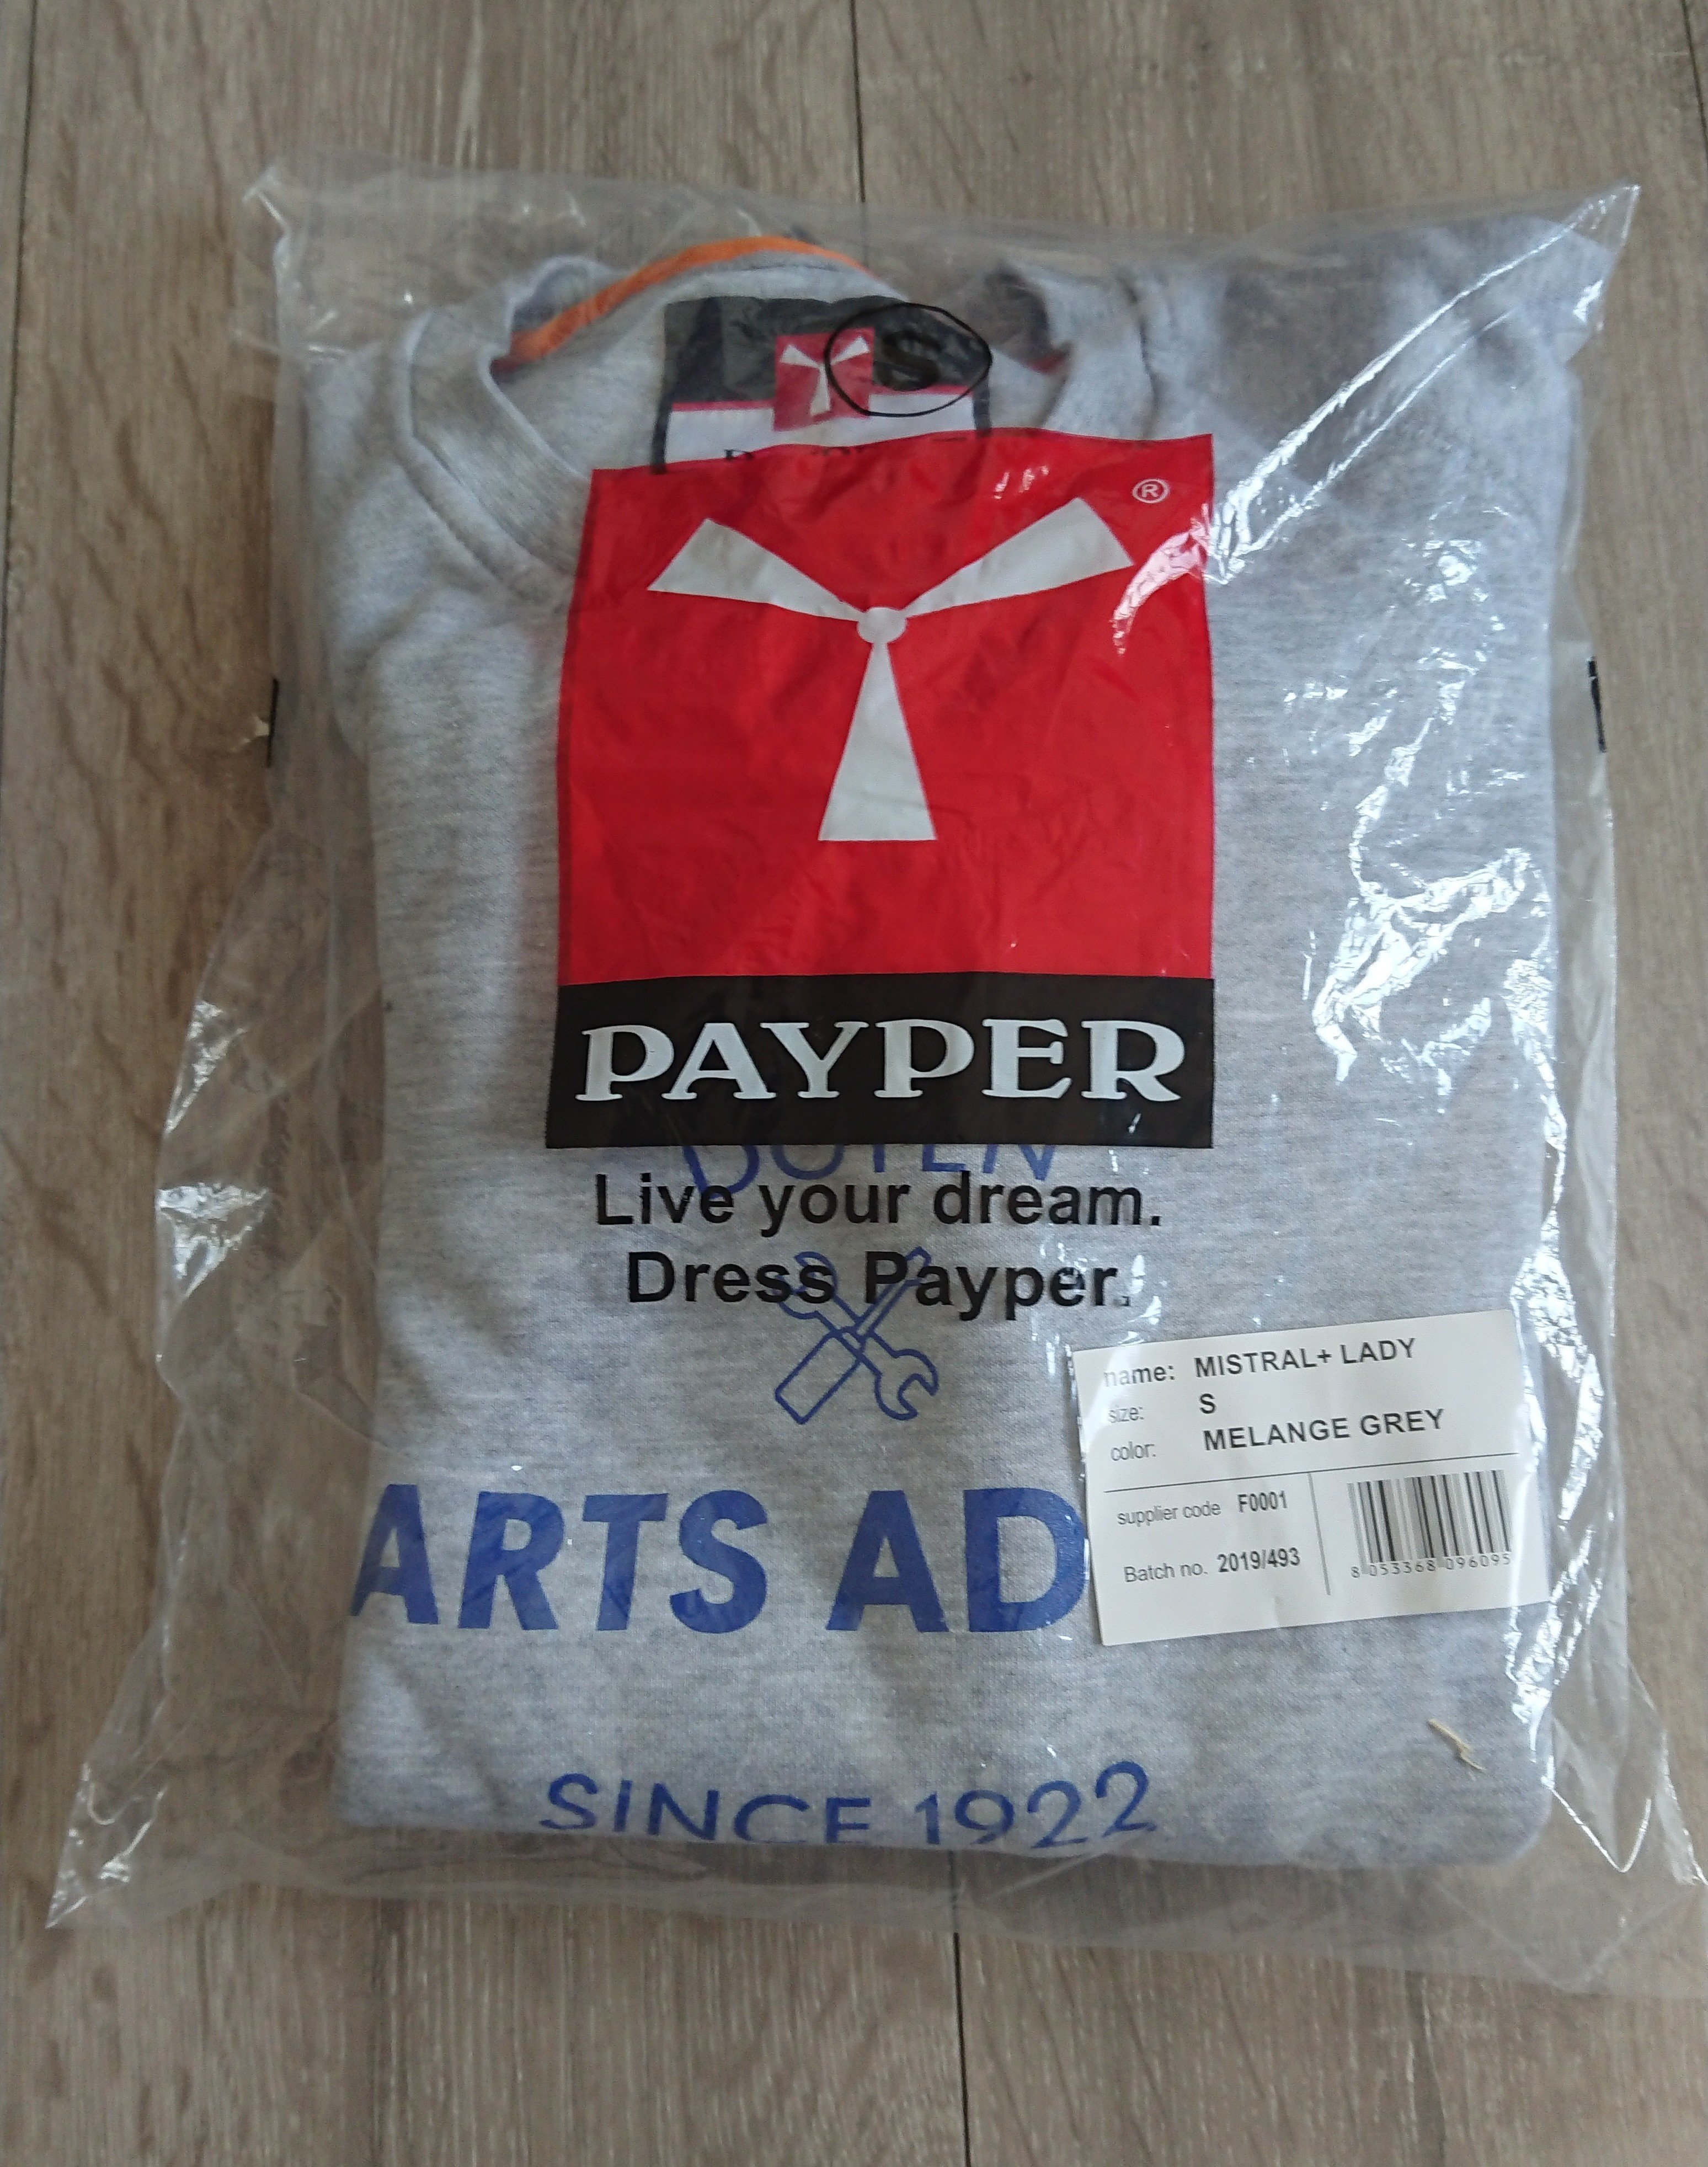 S
®
PAYPER
Live your dream.
Dress Payper.
name: MISTRAL+ LADY
size: S
color: MELANGE GREY
supplier code F0001
Batch no. 2019/493
8 053368 096095
ARTS AD
SINCE 1922